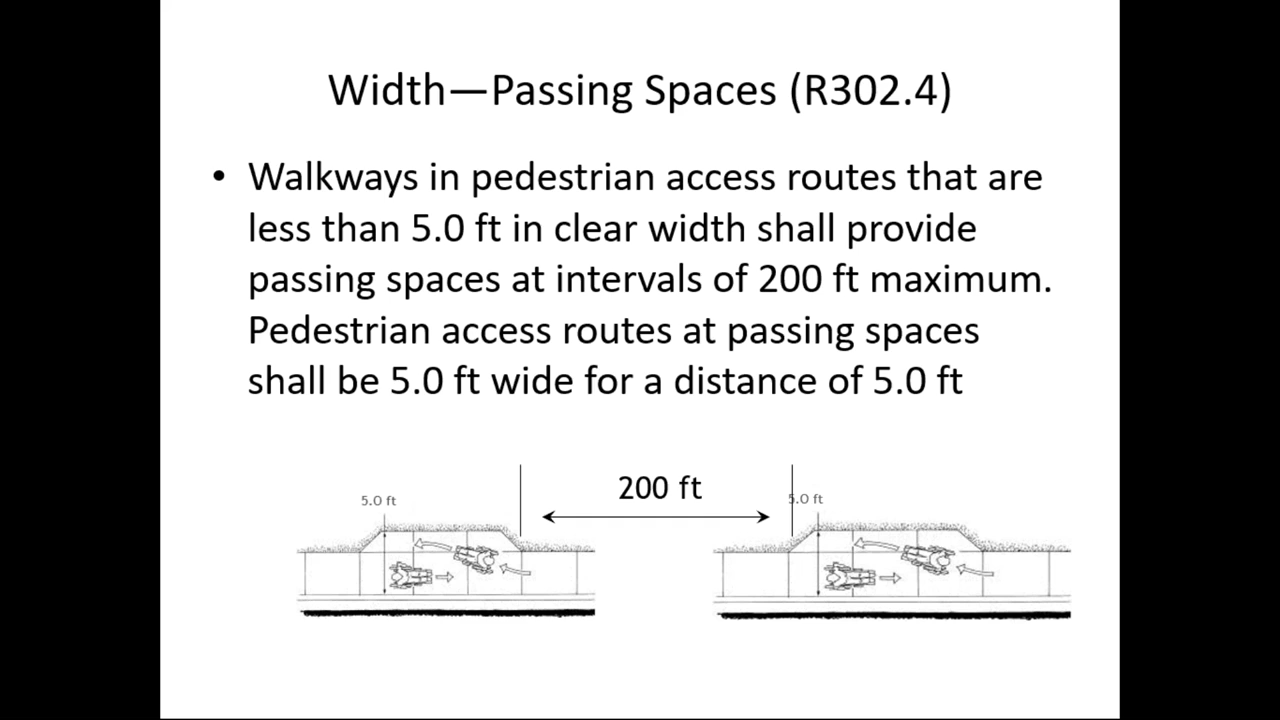 Width—Passing Spaces (R302.4)
• Walkways in pedestrian access routes that are
less than 5.0 ft in clear width shall provide
passing spaces at intervals of 200 ft maximum.
Pedestrian access routes at passing spaces
shall be 5.0 ft wide for a distance of 5.0 ft
200 ft
5.0 ft
5.0 ft